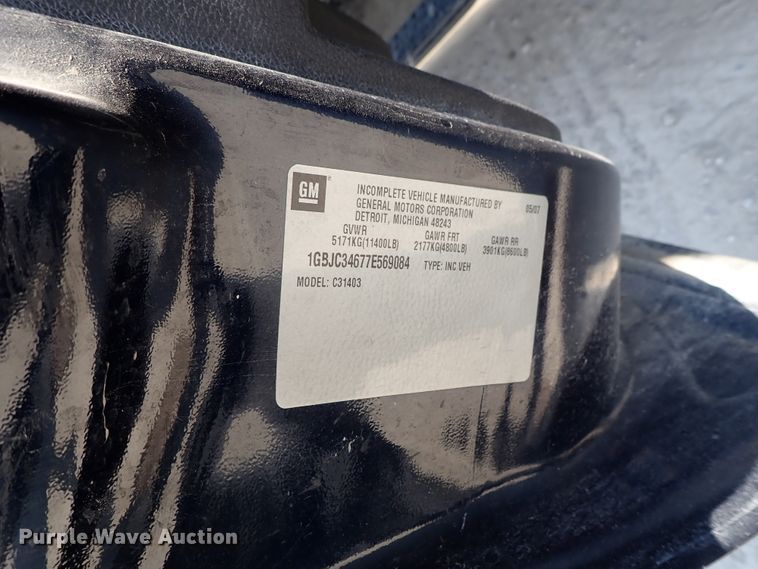 GM
INCOMPLETE VEHICLE MANUFACTURED BY 05/07
GENERAL MOTORS CORPORATION
DETROIT, MICHIGAN 48243
GVWR GAWR FRT GAWR RR
5171KG(11400LB) 2177KG(4800LB) 3901KG(8600LB)
1GBJC34677E569084 TYPE: INC VEH
MODEL: C31403
Purple Wave Auction